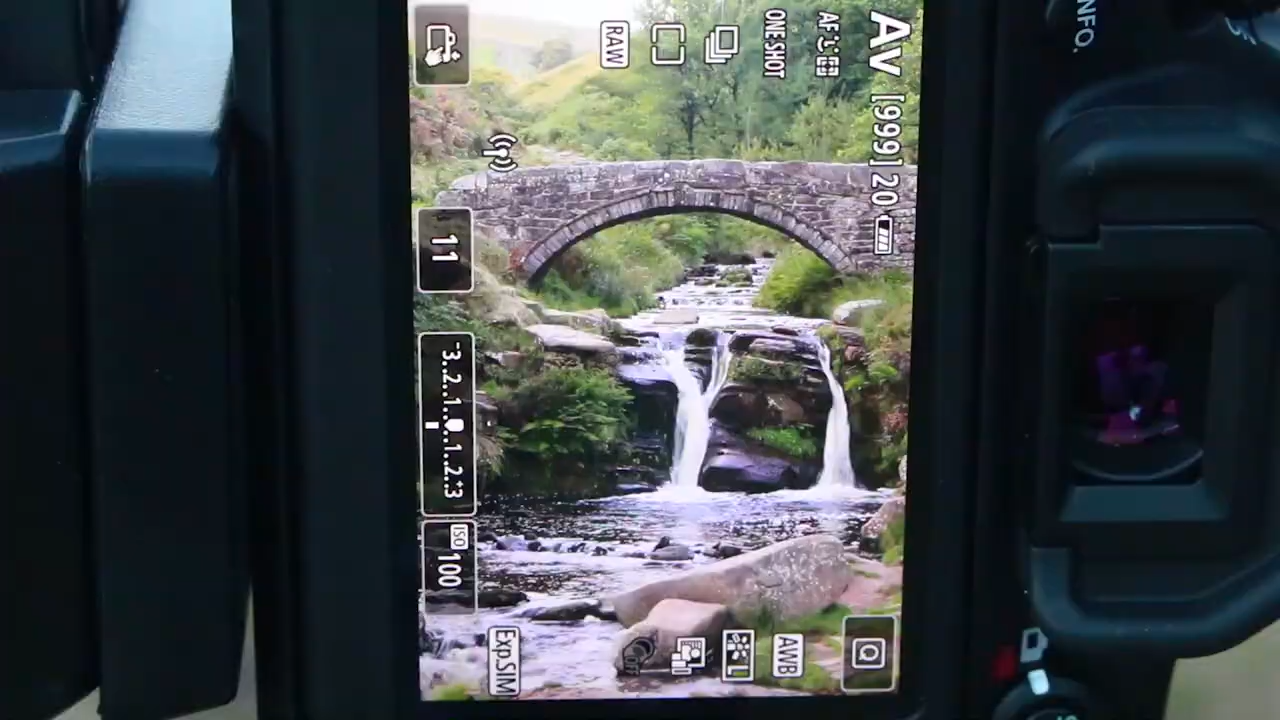 Av [999] 20
AF
ONE SHOT
RAW
11
-3..2..1..0..1..2..+3
ISO 100
Exp.SIM
OFF
AWB
Q
INFO.